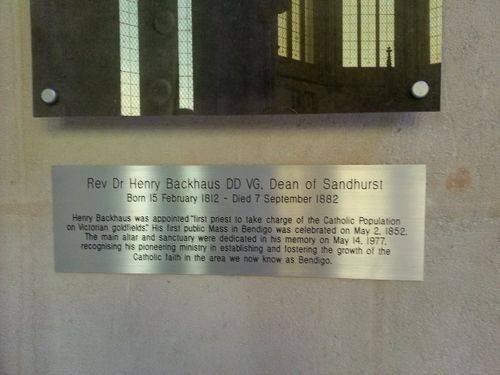 Rev Dr Henry Backhaus DD VG, Dean of Sandhurst
Born 15 February 1812 - Died 7 September 1882
Henry Backhaus was appointed "first priest to take charge of the Catholic Population
on Victorian goldfields." His first public Mass in Bendigo was celebrated on May 2, 1852.
The main altar and sanctuary were dedicated in his memory on May 14, 1977,
recognising his pioneering ministry in establishing and fostering the growth of the
Catholic faith in the area we now know as Bendigo.